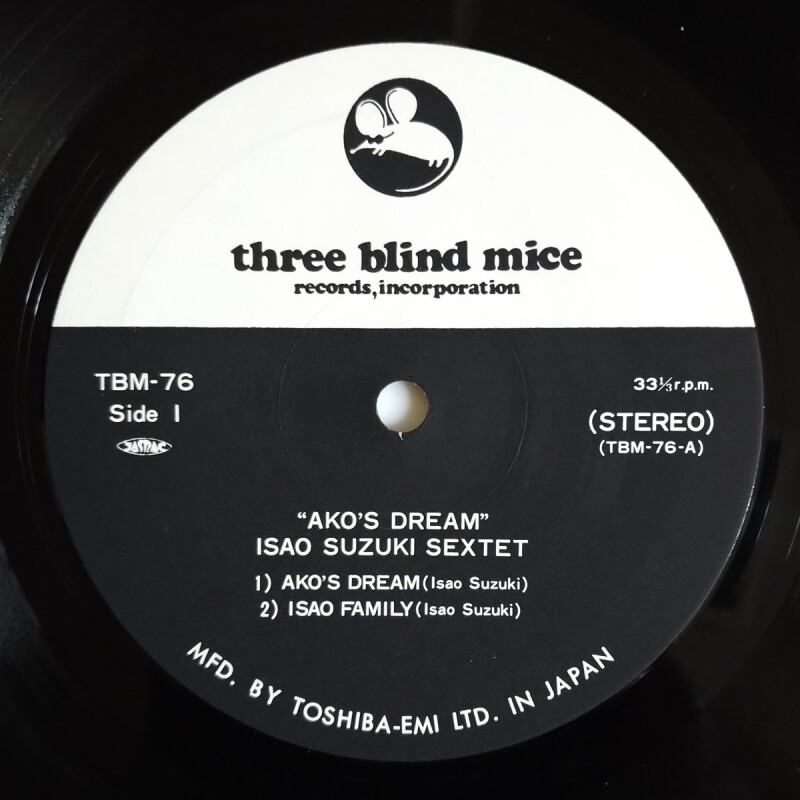 three blind mice
records,incorporation
TBM-76
Side 1
JASRAC
33⅓r.p.m.
(STEREO)
(TBM-76-A)
“AKO'S DREAM”
ISAO SUZUKI SEXTET
1) AKO'S DREAM(Isao Suzuki)
2) ISAO FAMILY(Isao Suzuki)
MFD. BY TOSHIBA-EMI LTD. IN JAPAN